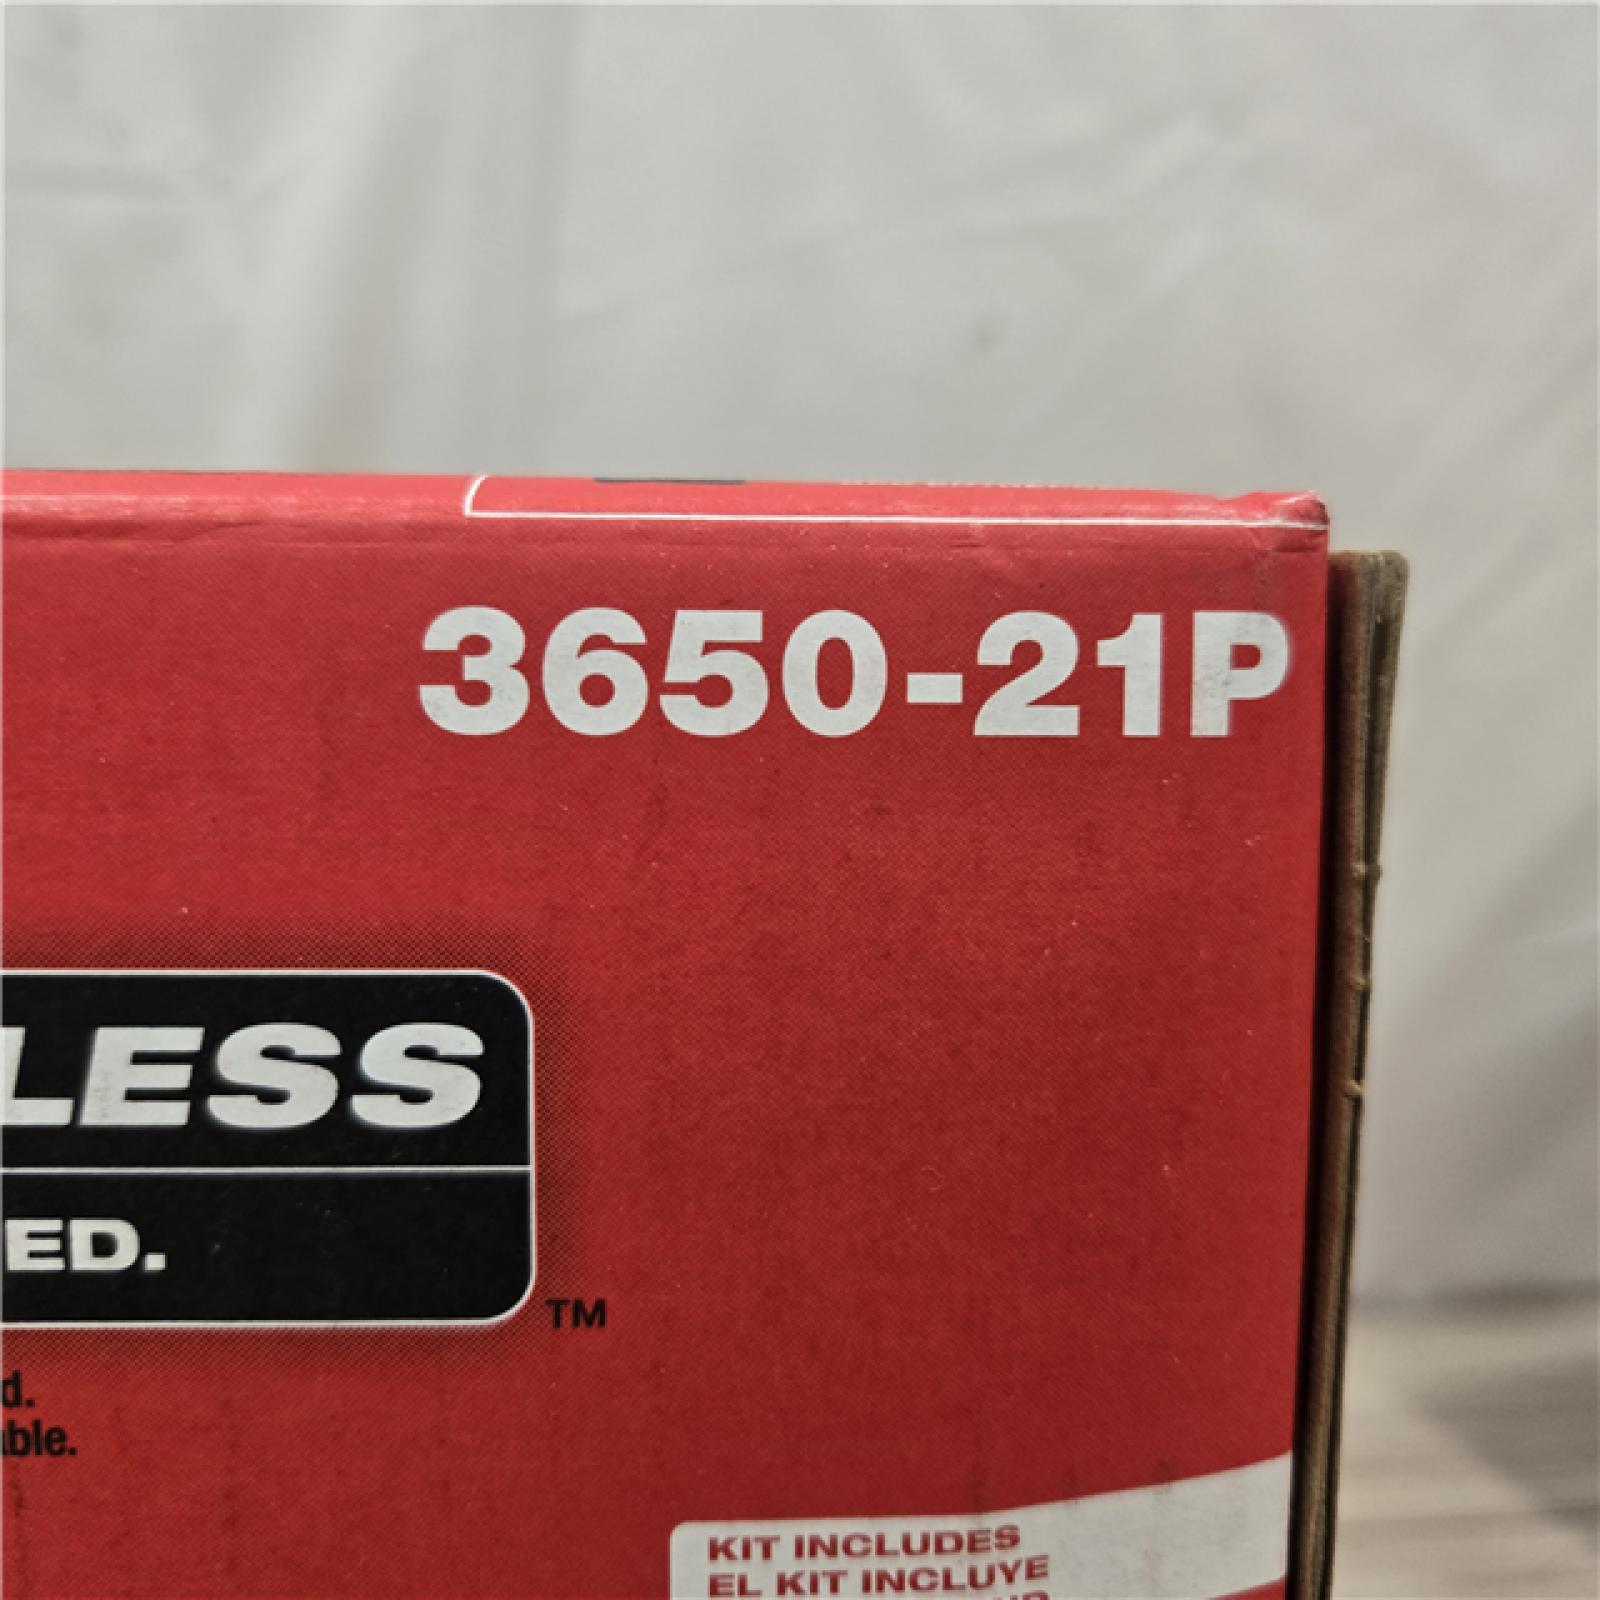 3650-21P
LESS
ED.
TM
d.
able.
KIT INCLUDES
EL KIT INCLUYE